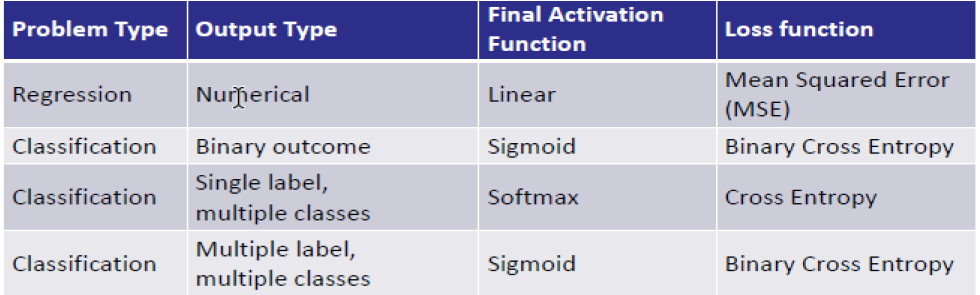 Problem Type Output Type Final Activation Function Loss function
Regression Numerical Linear Mean Squared Error (MSE)
Classification Binary outcome Sigmoid Binary Cross Entropy
Classification Single label, multiple classes Softmax Cross Entropy
Classification Multiple label, multiple classes Sigmoid Binary Cross Entropy